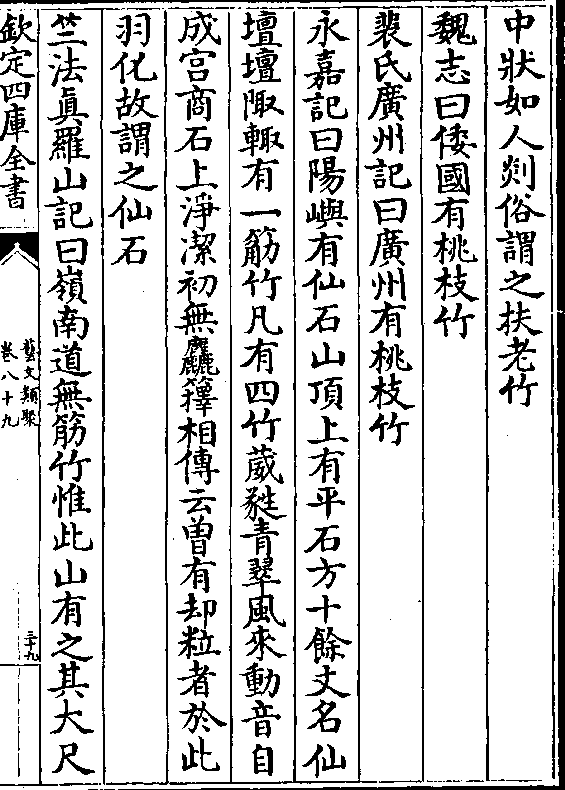 中狀如人剡俗謂之扶老竹
魏志曰倭國有桃枝竹
裴氏廣州記曰廣州有桃枝竹
永嘉記曰陽嶼有仙石山頂上有平石方十餘丈名仙
壇壇陬輙有一筋竹凡有四竹葳蕤青翠風來動音自
成宫商石上淨潔初無麤籜相傳云曽有却粒者於此
羽化故謂之仙石
竺法眞羅山記曰嶺南道無筋竹惟此山有之其大尺
欽定四庫全書
藝文類聚
卷八十九
三十九